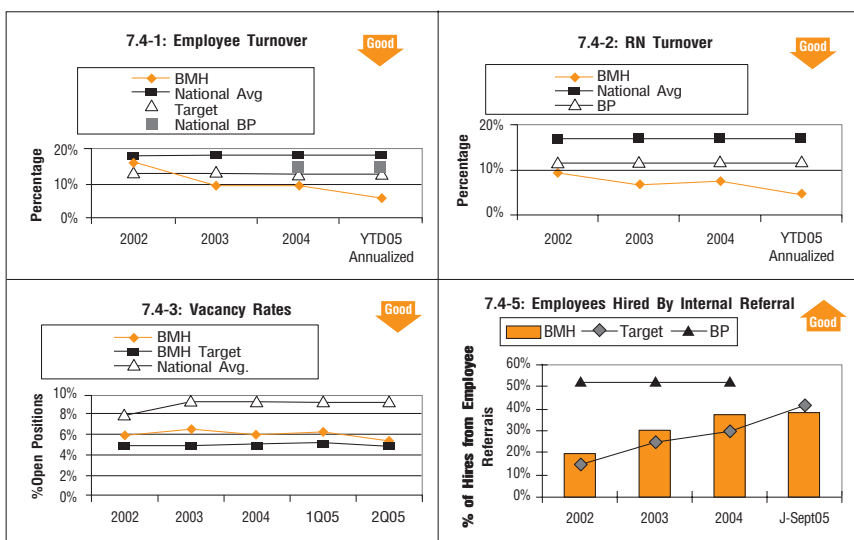 7.4-1: Employee Turnover
Good
BMH
National Avg
Target
National BP
Percentage
20%
10%
0%
2002 2003 2004 YTD05
Annualized
7.4-2: RN Turnover
Good
BMH
National Avg
BP
Percentage
20%
10%
0%
2002 2003 2004 YTD05
Annualized
7.4-3: Vacancy Rates
Good
BMH
BMH Target
National Avg.
%Open Positions
10%
8%
6%
4%
2%
0%
2002 2003 2004 1Q05 2Q05
7.4-5: Employees Hired By Internal Referral
Good
BMH Target BP
% of Hires from Employee
Referrals
60%
50%
40%
30%
20%
10%
0%
2002 2003 2004 J-Sept05